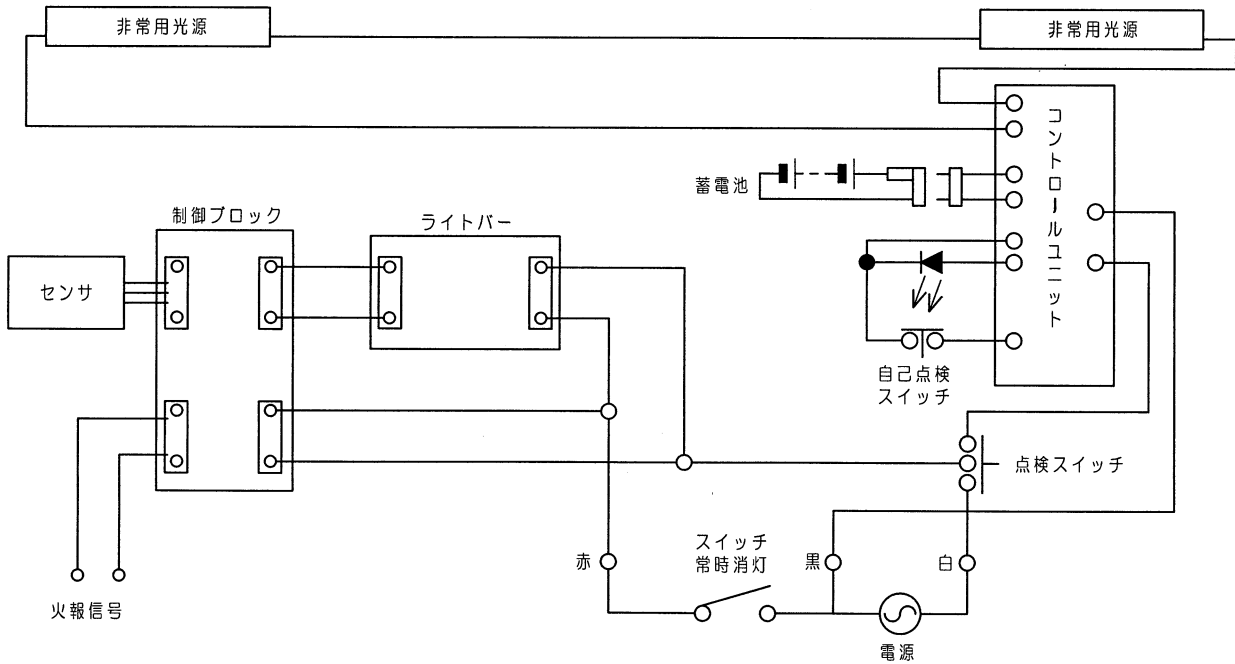 非常用光源
非常用光源
コントロールユニット
蓄電池
制御ブロック
ライトバー
センサ
自己点検
スイッチ
点検スイッチ
スイッチ
常時消灯
赤
黒
白
火報信号
電源